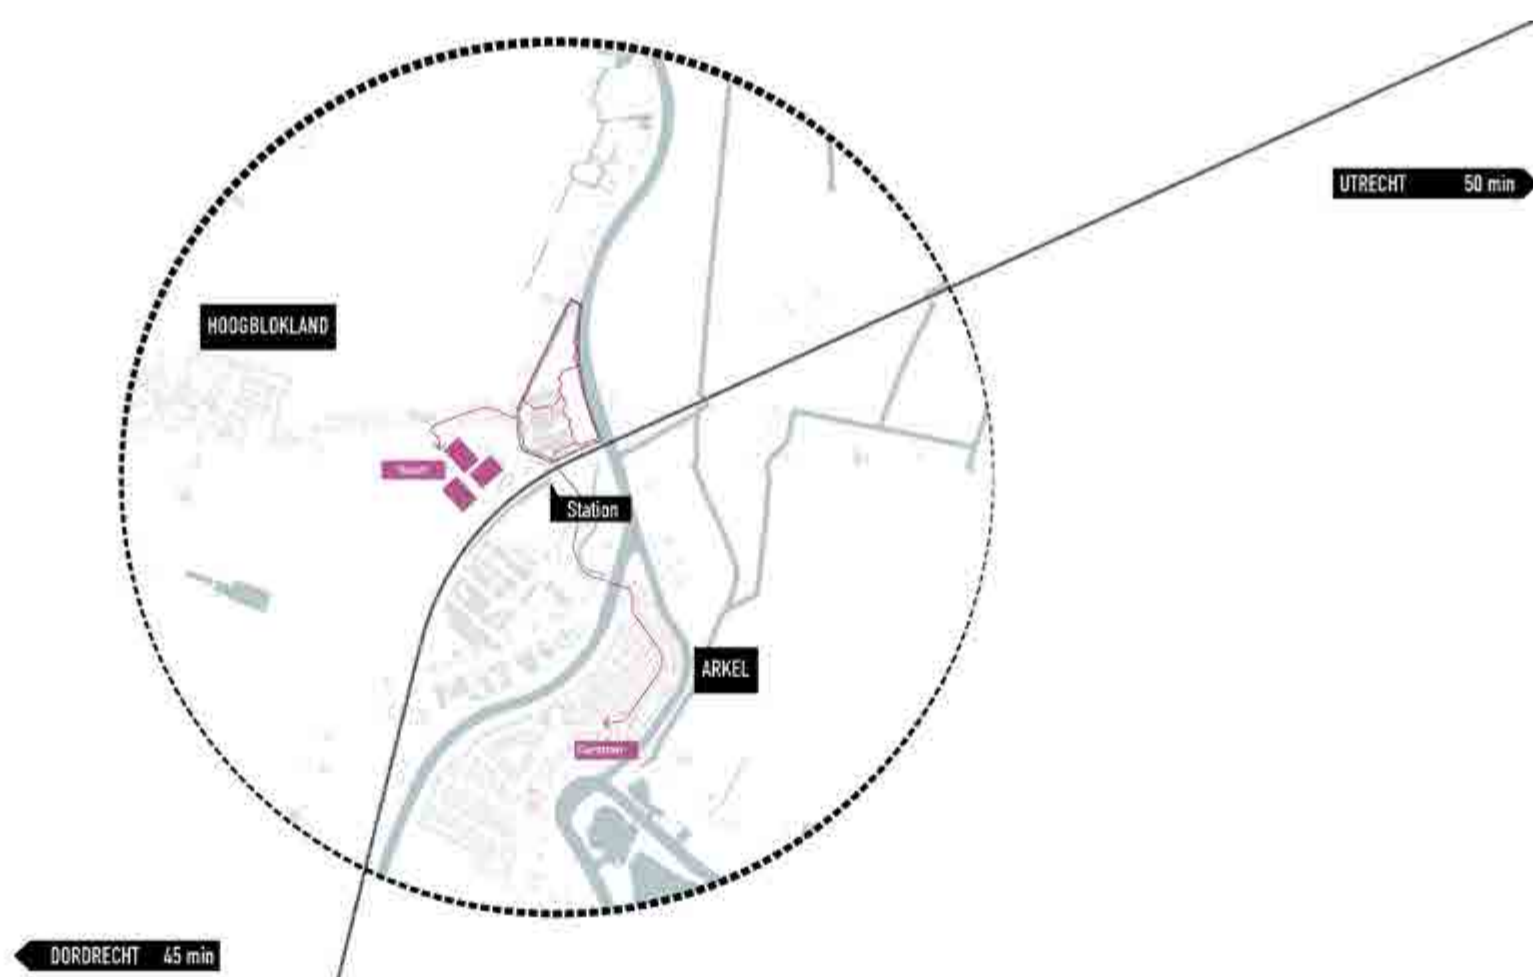 UTRECHT 50 min
HOOGBLOKLAND
Station
ARKEL
DORDRECHT 45 min